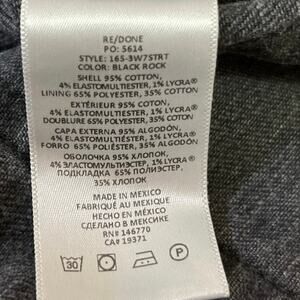 RE/DONE
PO: 5614
STYLE: 165-3W7STRT
COLOR: BLACK ROCK
SHELL 95% COTTON,
4% ELASTOMULTIESTER, 1% LYCRA®
LINING 65% POLYESTER, 35% COTTON
EXTÉRIEUR 95% COTON,
4% ELASTOMULTIESTER, 1% LYCRA®
DOUBLURE 65% POLYESTER, 35% COTON
CAPA EXTERNA 95% ALGODÓN,
4% ELASTOMULTIÉSTER, 1% LYCRA®
FORRO 65% POLIÉSTER, 35% ALGODÓN
ОБОЛОЧКА 95% ХЛОПОК,
4% ЭЛАСТОМУЛЬТИЭСТЕР, 1% LYCRA®
ПОДКЛАДКА 65% ПОЛИЭСТЕР,
35% ХЛОПОК
MADE IN MEXICO
FABRIQUÉ AU MEXIQUE
HECHO EN MÉXICO
СДЕЛАНО В МЕКСИКЕ
RN# 146770
CA# 19371
30 P